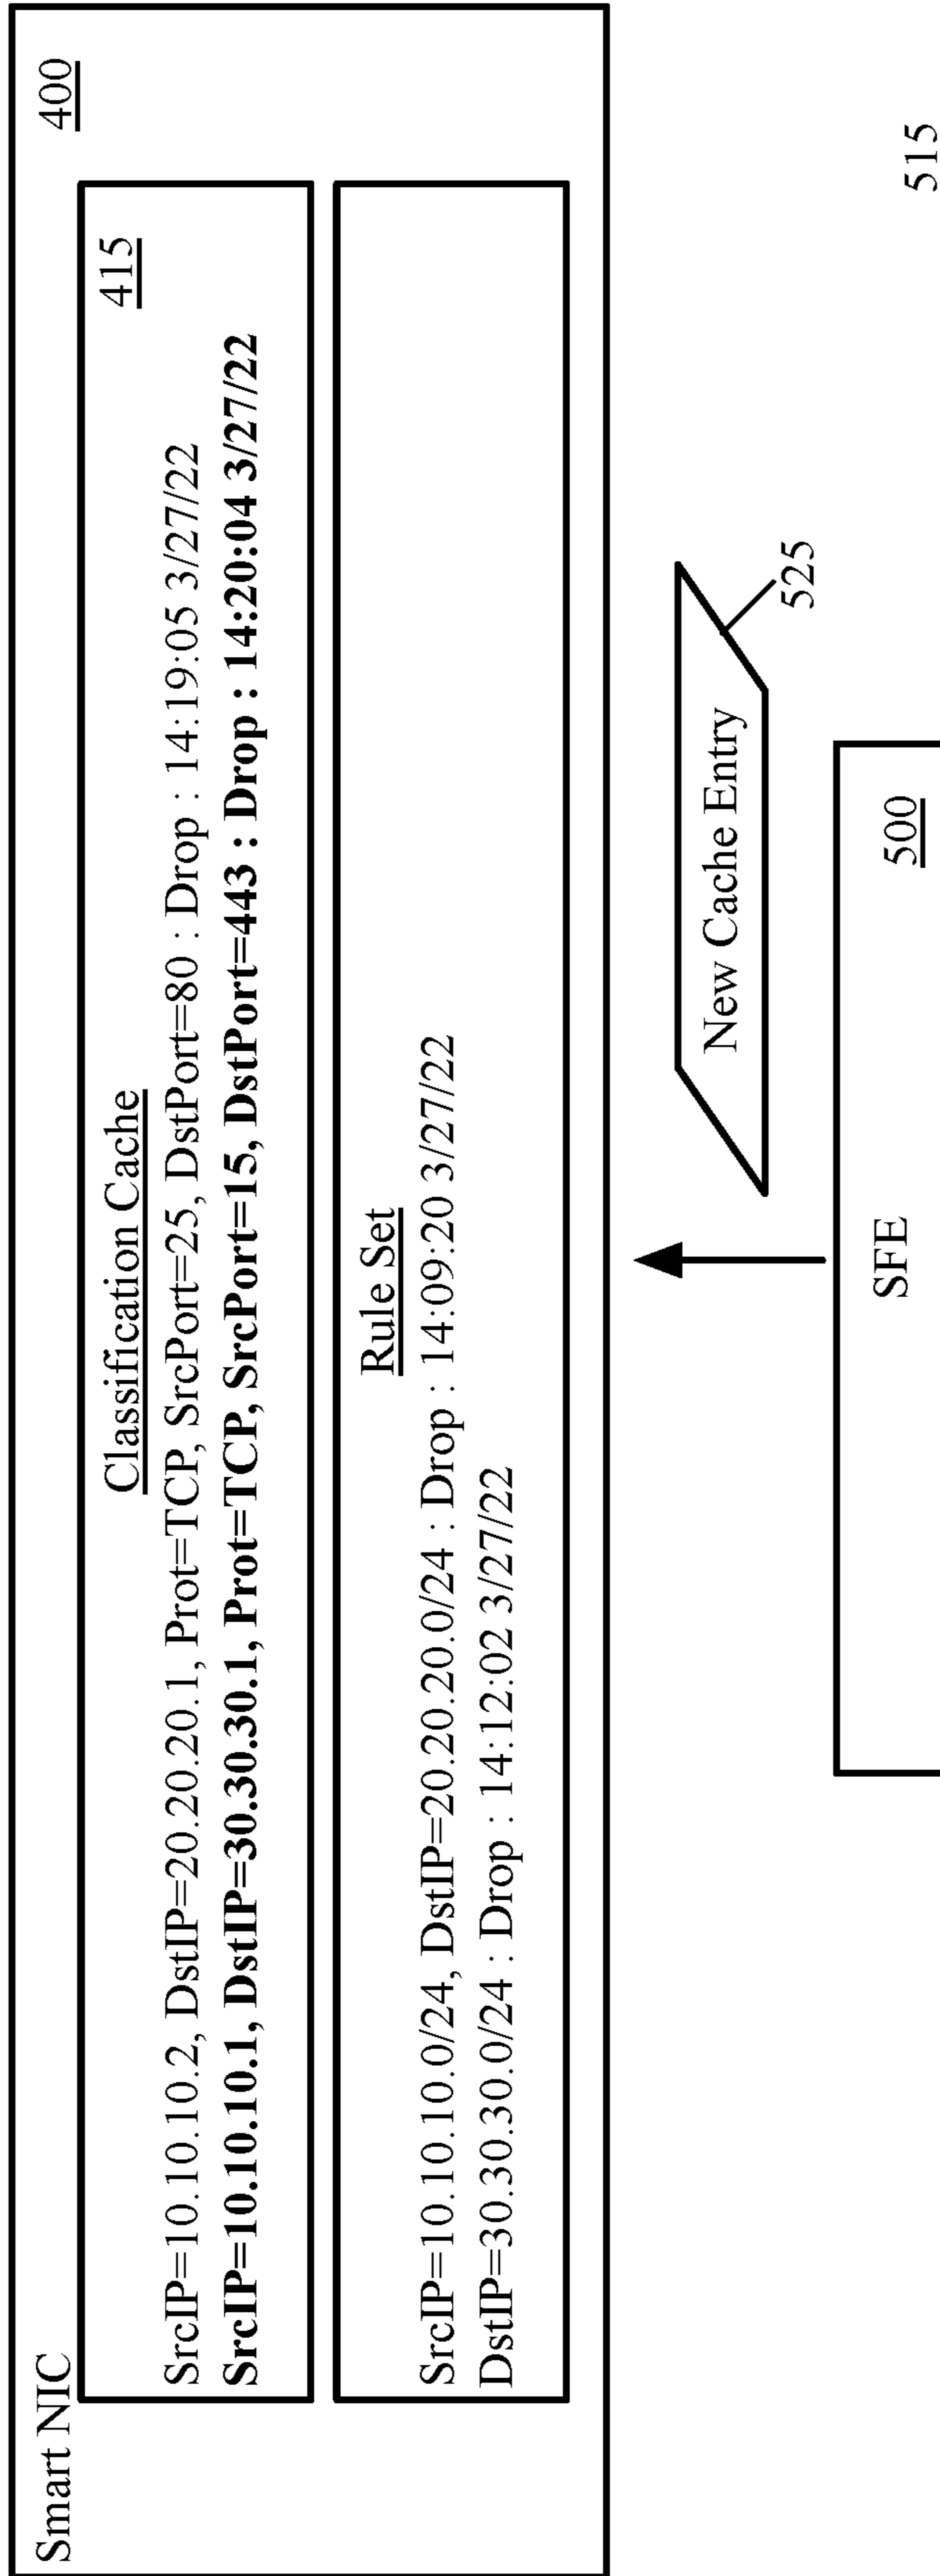 Smart NIC
400
Classification Cache
415
SrcIP=10.10.10.2, DstIP=20.20.20.1, Prot=TCP, SrcPort=25, DstPort=80 : Drop : 14:19:05 3/27/22
SrcIP=10.10.10.1, DstIP=30.30.30.1, Prot=TCP, SrcPort=15, DstPort=443 : Drop : 14:20:04 3/27/22
Rule Set
SrcIP=10.10.10.0/24, DstIP=20.20.20.0/24 : Drop : 14:09:20 3/27/22
DstIP=30.30.30.0/24 : Drop : 14:12:02 3/27/22
New Cache Entry
525
SFE
500
515